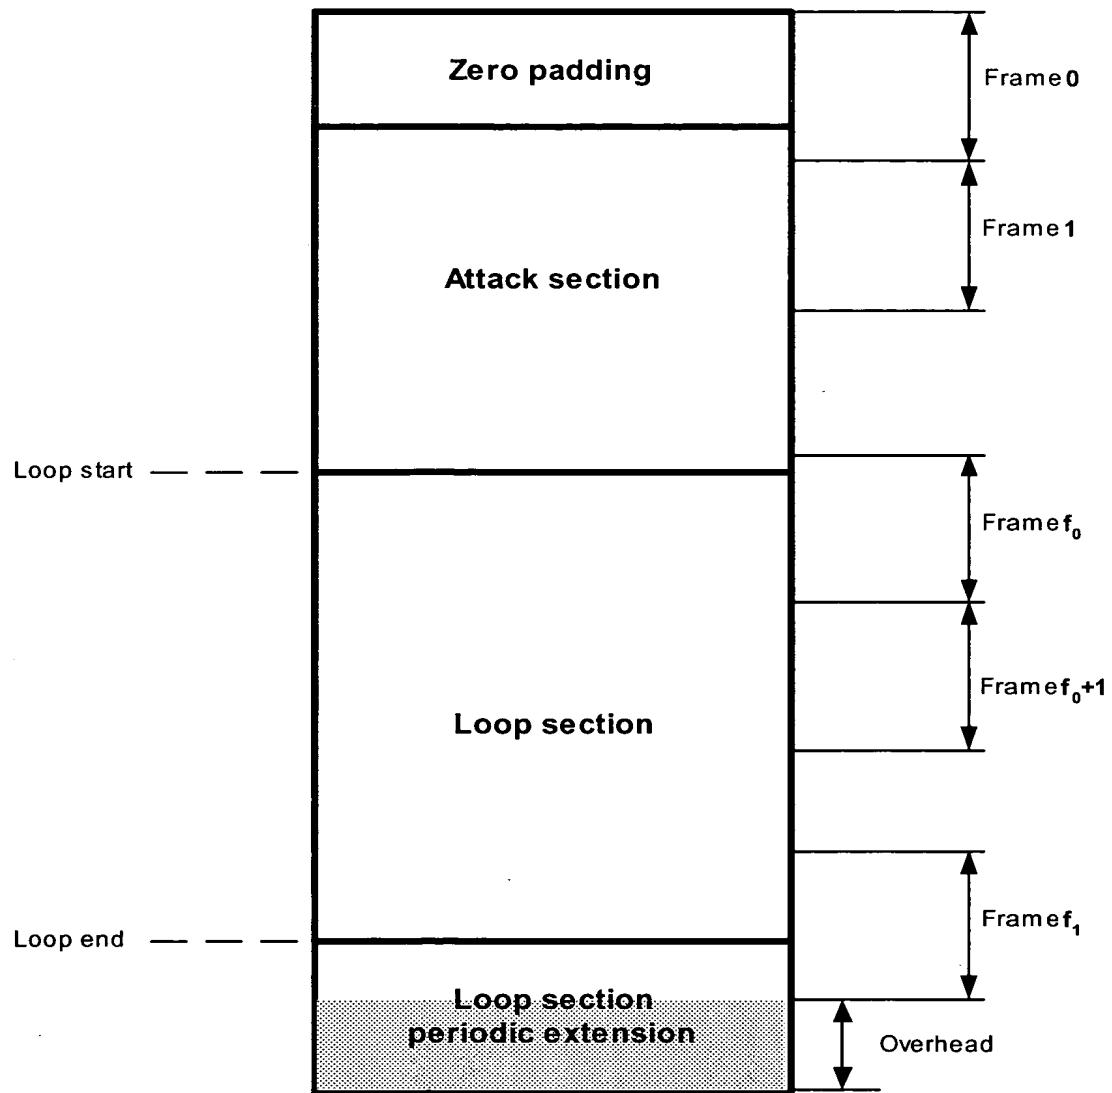 Zero padding
Frame 0
Frame 1
Attack section
Loop start
Frame f₀
Frame f₀+1
Loop section
Frame f₁
Loop end
Loop section
periodic extension
Overhead